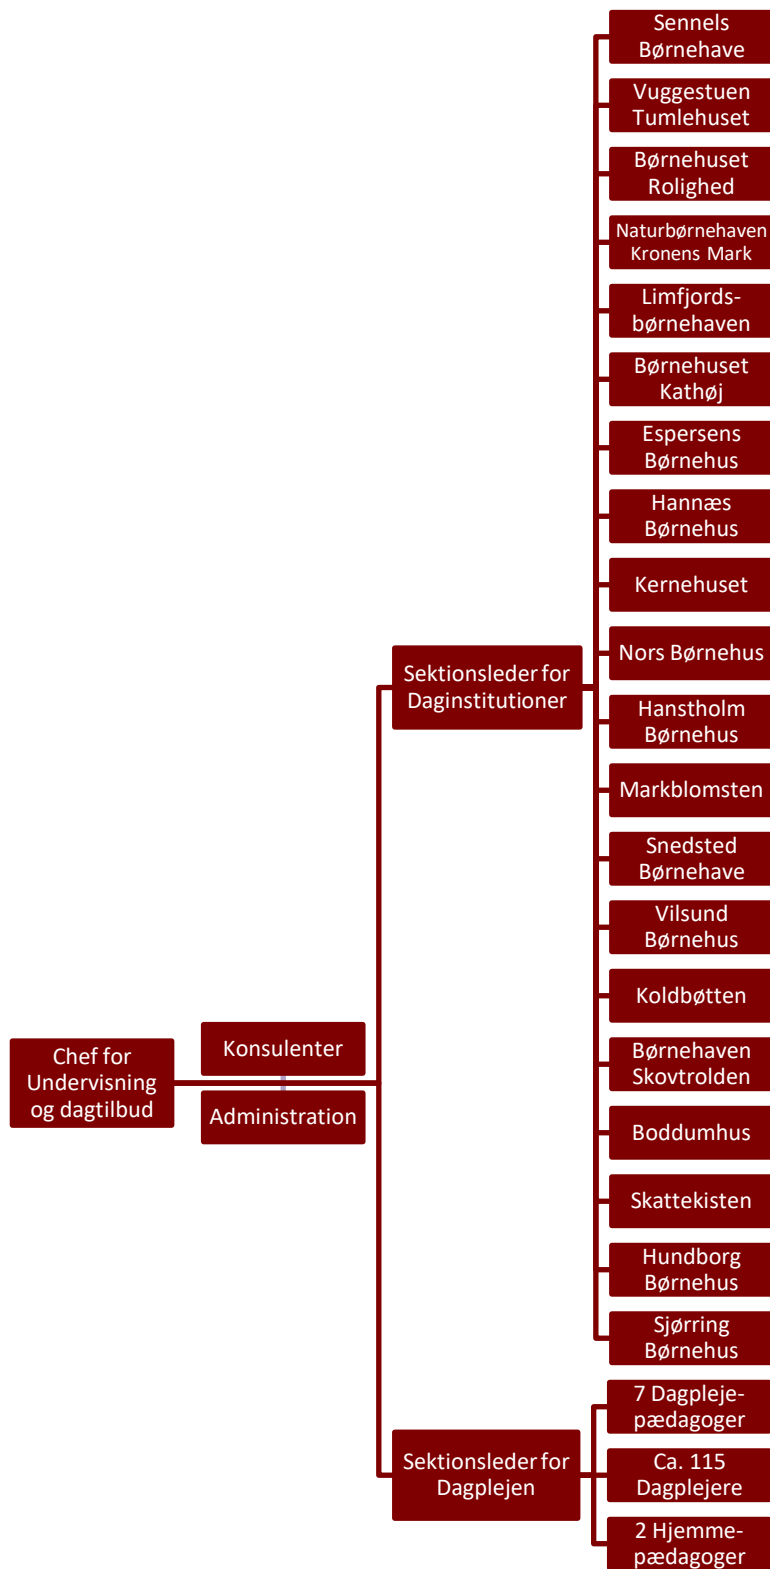 Sennels
Børnehave
Vuggestuen
Tumlehuset
Børnehuset
Rolighed
Naturbørnehaven
Kronens Mark
Limfjords-
børnehaven
Børnehuset
Kathøj
Espersens
Børnehus
Hannæs
Børnehus
Kernehuset
Sektionsleder for
Daginstitutioner
Nors Børnehus
Hanstholm
Børnehus
Markblomsten
Snedsted
Børnehave
Vilsund
Børnehus
Koldbøtten
Chef for
Undervisning
og dagtilbud
Konsulenter
Administration
Børnehaven
Skovtrolden
Boddumhus
Skattekisten
Hundborg
Børnehus
Sjørring
Børnehus
Sektionsleder for
Dagplejen
7 Dagpleje-
pædagoger
Ca. 115
Dagplejere
2 Hjemme-
pædagoger